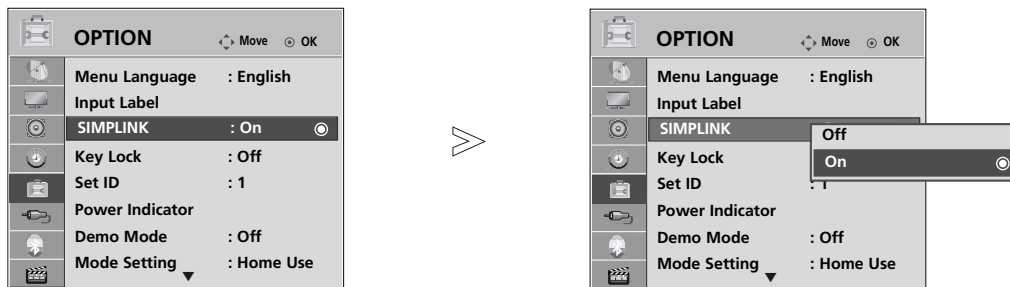 OPTION Move OK
Menu Language : English
Input Label
SIMPLINK : On
Key Lock : Off
Set ID : 1
Power Indicator
Demo Mode : Off
Mode Setting : Home Use
OPTION Move OK
Menu Language : English
Input Label
SIMPLINK
Off
On
Key Lock
Set ID : 1
Power Indicator
Demo Mode : Off
Mode Setting : Home Use